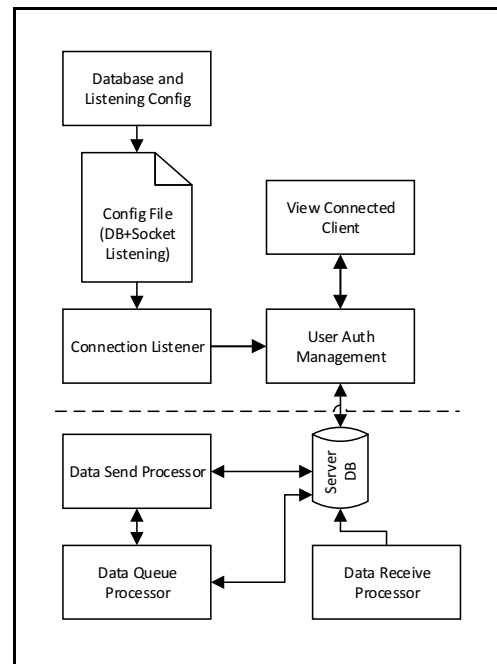 Database and
Listening Config
Config File
(DB+Socket
Listening)
View Connected
Client
Connection Listener
User Auth
Management
Data Send Processor
Server
DB
Data Queue
Processor
Data Receive
Processor